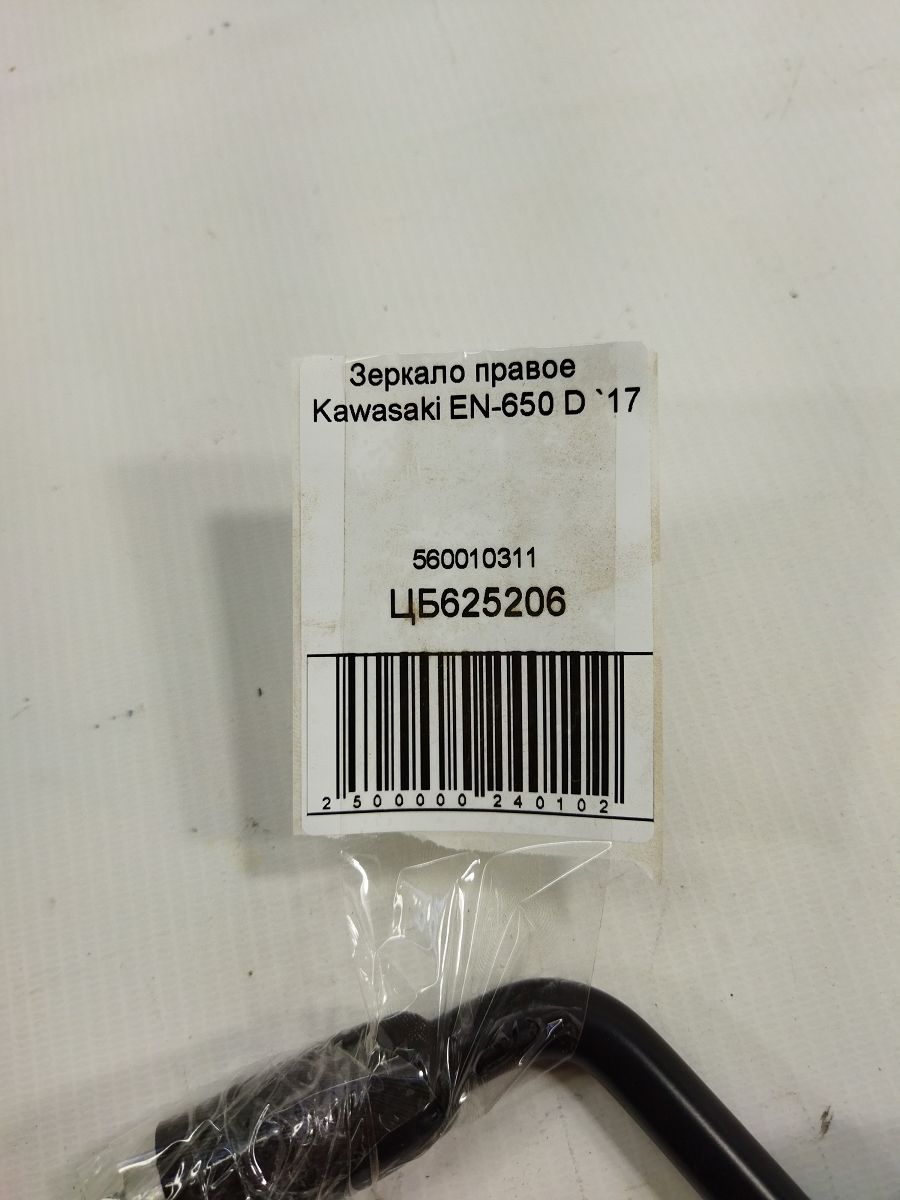 Зеркало правое
Kawasaki EN-650 D `17
560010311
ЦБ625206
2 500000 240102